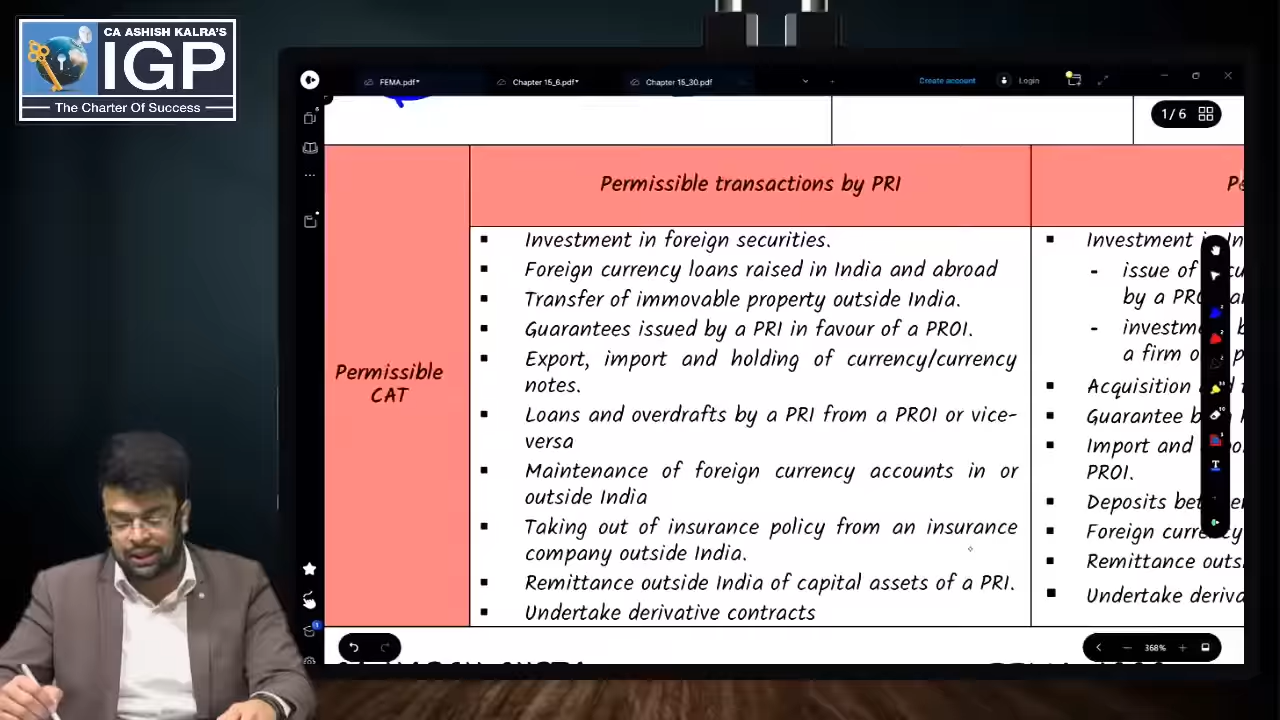 CA ASHISH KALRA'S
IGP
The Charter Of Success
FEMA.pdf*
Chapter 15_6.pdf*
Chapter 15_30.pdf
Create account
Login
1/6
Permissible transactions by PRI
Permissible
CAT
▪ Investment in foreign securities.
▪ Foreign currency loans raised in India and abroad
▪ Transfer of immovable property outside India.
▪ Guarantees issued by a PRI in favour of a PROI.
▪ Export, import and holding of currency/currency
notes.
▪ Loans and overdrafts by a PRI from a PROI or vice-
versa
▪ Maintenance of foreign currency accounts in or
outside India
▪ Taking out of insurance policy from an insurance
company outside India.
▪ Remittance outside India of capital assets of a PRI.
▪ Undertake derivative contracts
▪ Investment
- issue of
by a
-
a firm
▪ Acquisition
▪ Guarantee
▪ Import and
PROI.
▪ Deposits
▪ Foreign
▪ Remittance
▪ Undertake
368%